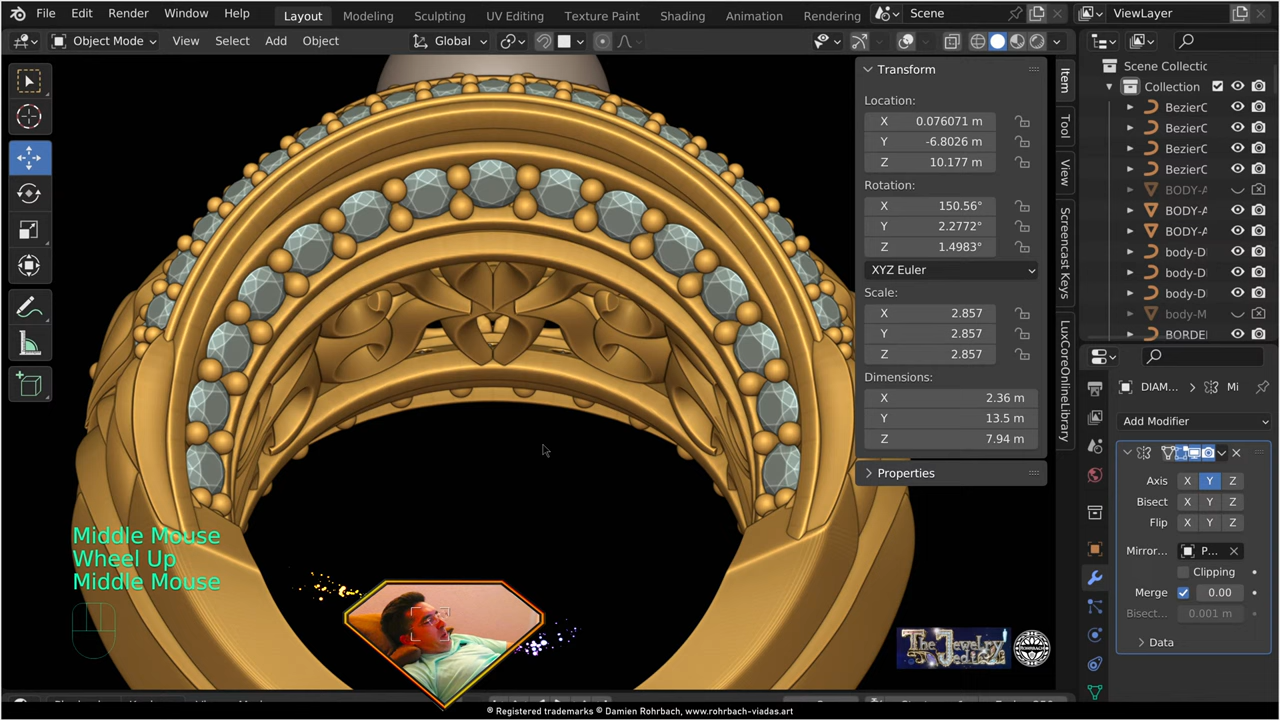 File Edit Render Window Help Layout Modeling Sculpting UV Editing Texture Paint Shading Animation Rendering Scene ViewLayer
Object Mode View Select Add Object Global
Transform
Location:
X 0.076071 m
Y -6.8026 m
Z 10.177 m
Rotation:
X 150.56°
Y 2.2772°
Z 1.4983°
XYZ Euler
Scale:
X 2.857
Y 2.857
Z 2.857
Dimensions:
X 2.36 m
Y 13.5 m
Z 7.94 m
Properties
Item
Tool
View
Screencast Keys
LuxCoreOnlineLibrary
Scene Collectic
Collection
BezierC
BezierC
BezierC
BezierC
BODY-A
BODY-A
BODY-A
body-D
body-D
body-D
body-M
BORDE
DIAM... Mi
Add Modifier
Axis X Y Z
Bisect X Y Z
Flip X Y Z
Mirror... P...
Clipping
Merge 0.00
Bisect... 0.001 m
Data
Middle Mouse
Wheel Up
Middle Mouse
The Jewelry
ROHRBACH
® Registered trademarks © Damien Rohrbach, www.rohrbach-viadas.art